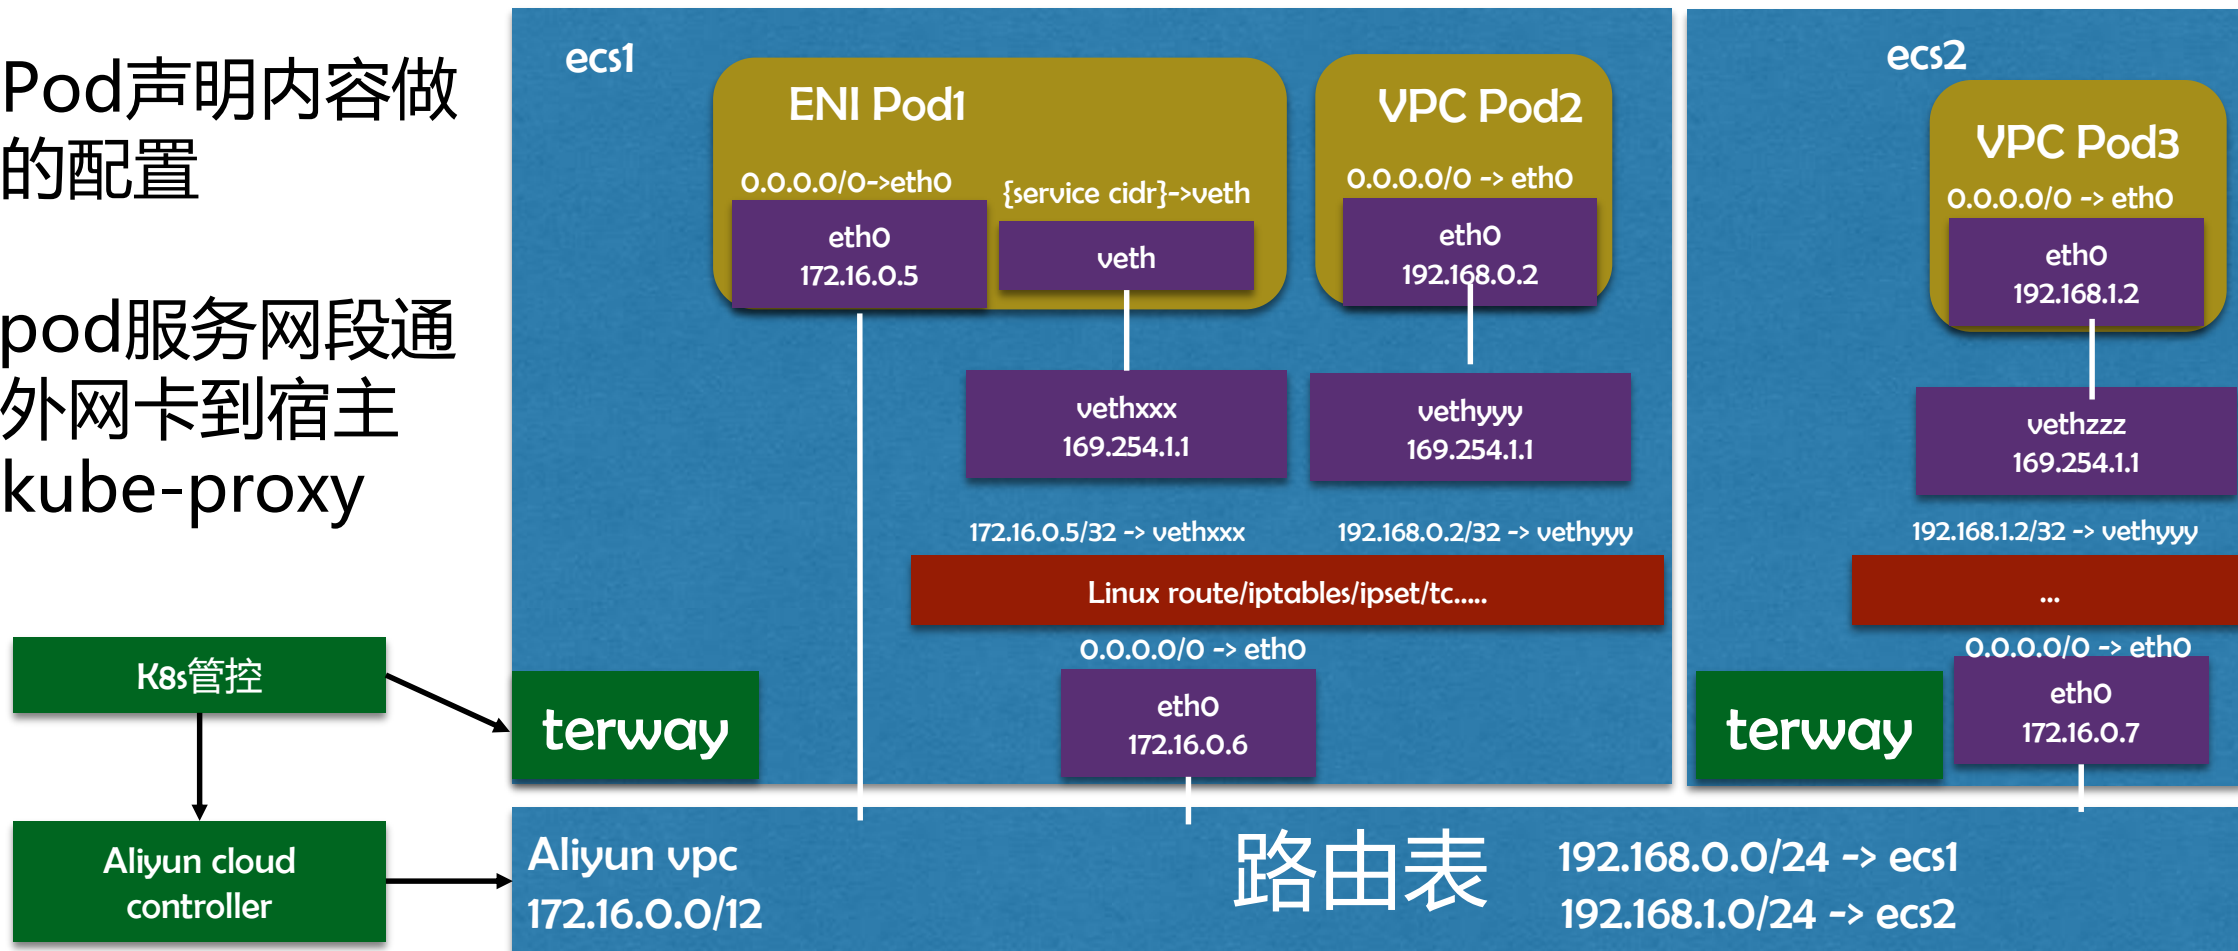 Pod声明内容做
的配置
pod服务网段通
外网卡到宿主
kube-proxy
K8s管控
Aliyun cloud
controller
ecs1
ENI Pod1
0.0.0.0/0->eth0
{service cidr}->veth
eth0
172.16.0.5
veth
VPC Pod2
0.0.0.0/0 -> eth0
eth0
192.168.0.2
vethxxx
169.254.1.1
vethyyy
169.254.1.1
172.16.0.5/32 -> vethxxx
192.168.0.2/32 -> vethyyy
Linux route/iptables/ipset/tc.....
0.0.0.0/0 -> eth0
eth0
172.16.0.6
terway
ecs2
VPC Pod3
0.0.0.0/0 -> eth0
eth0
192.168.1.2
vethzzz
169.254.1.1
192.168.1.2/32 -> vethyyy
...
0.0.0.0/0 -> eth0
eth0
172.16.0.7
terway
Aliyun vpc
172.16.0.0/12
路由表
192.168.0.0/24 -> ecs1
192.168.1.0/24 -> ecs2